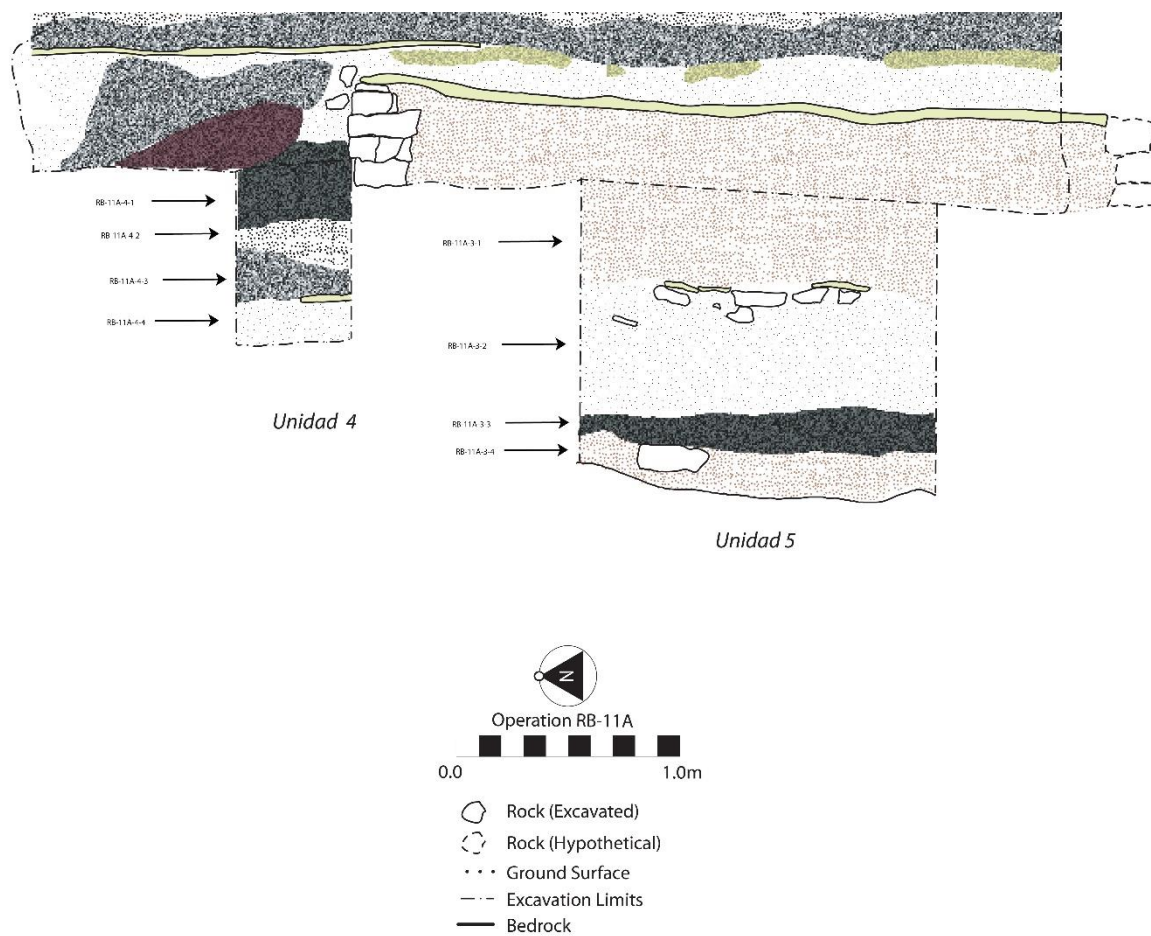 RB-11A-4-1
RB 11A-4 2
RB-11A-4-3
RB-11A-4-4
Unidad 4
RB-11A-3-1
RB-11A-3-2
RB 11A-3-3
RB-11A-3-4
Unidad 5
N
Operation RB-11A
0.0 1.0m
Rock (Excavated)
Rock (Hypothetical)
Ground Surface
Excavation Limits
Bedrock